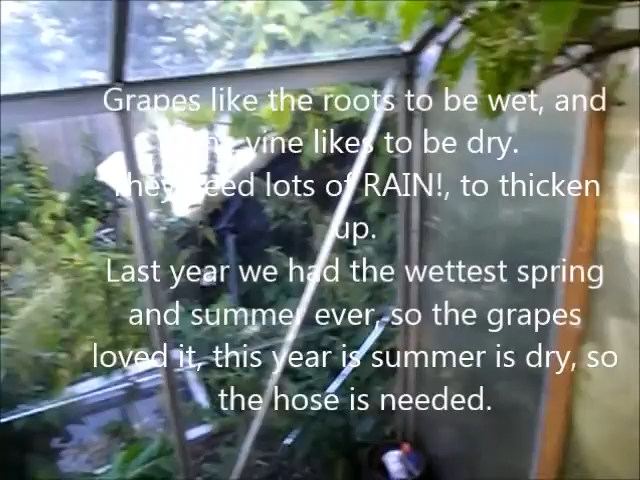 Grapes like the roots to be wet, and
the vine likes to be dry.
They need lots of RAIN!, to thicken
up.
Last year we had the wettest spring
and summer ever, so the grapes
loved it, this year is summer is dry, so
the hose is needed.